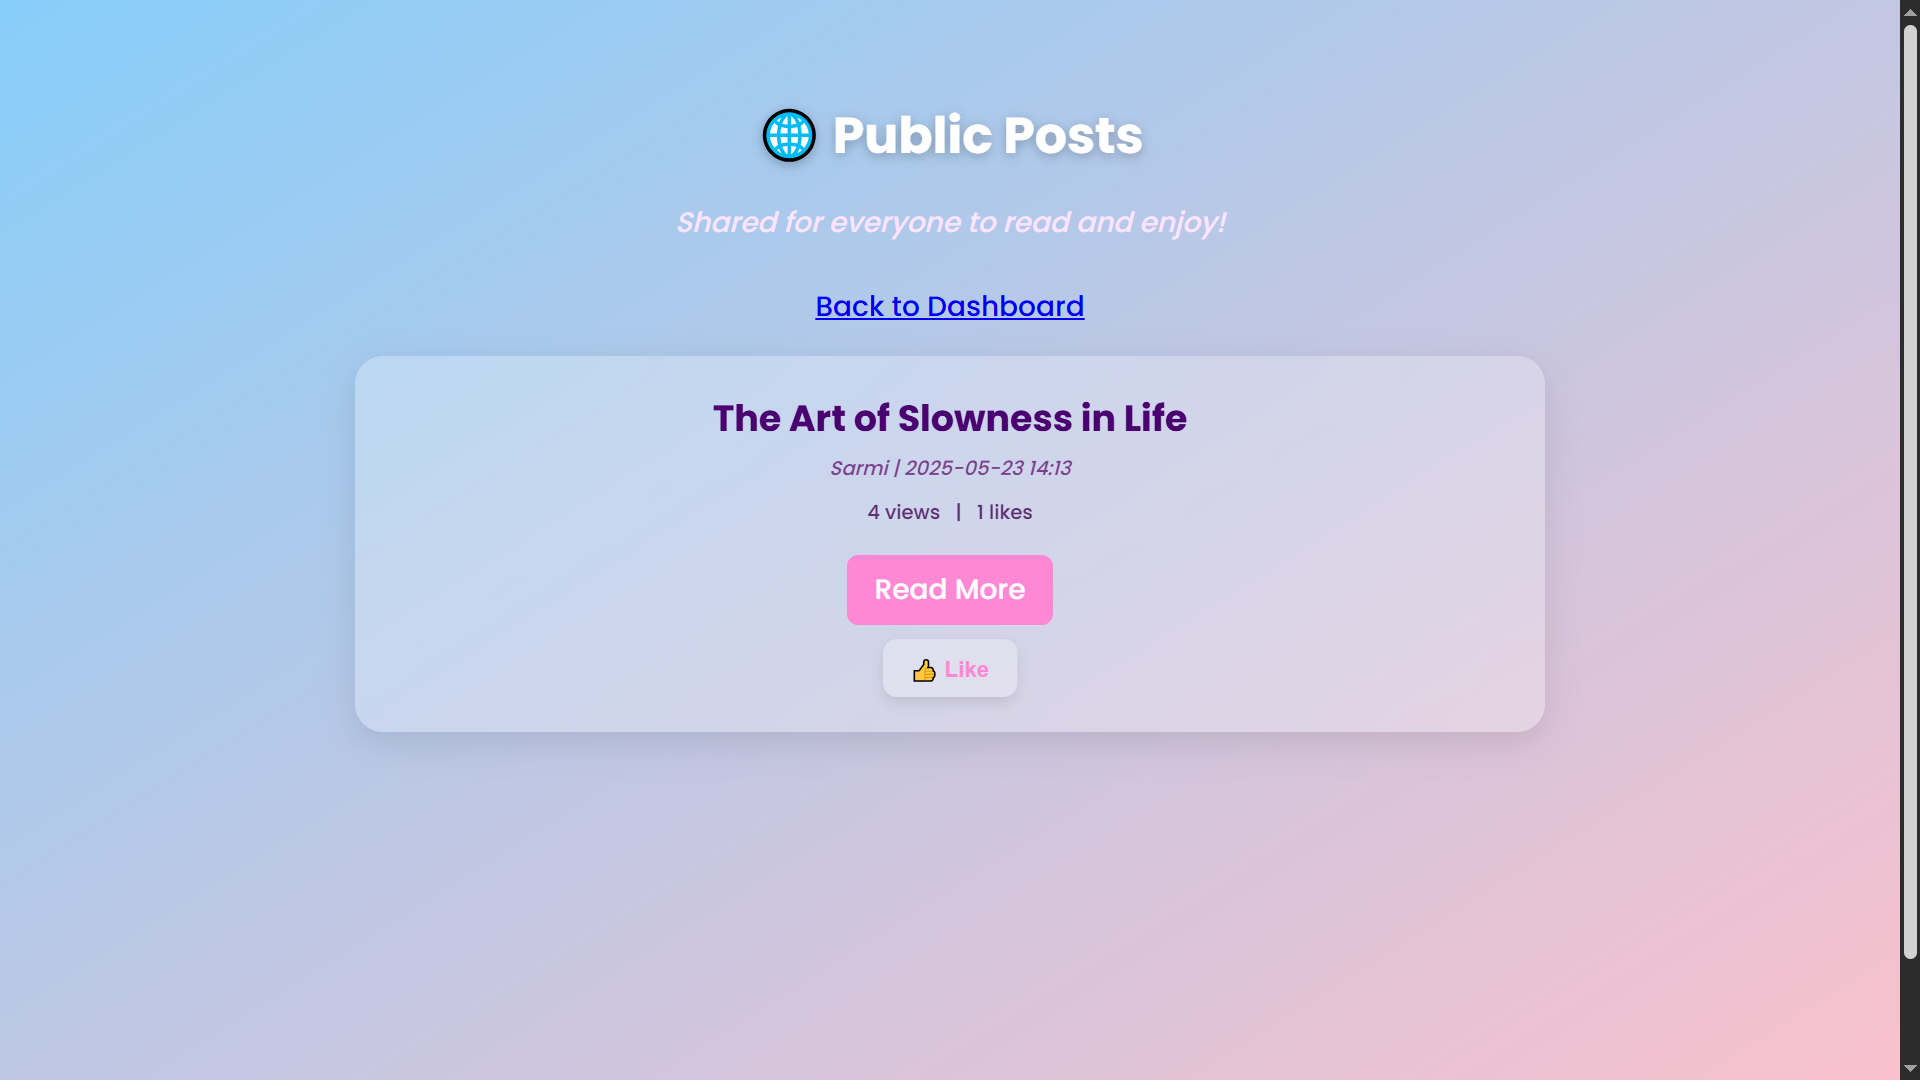 🌐 Public Posts
Shared for everyone to read and enjoy!
Back to Dashboard
The Art of Slowness in Life
Sarmi | 2025-05-23 14:13
4 views | 1 likes
Read More
👍 Like